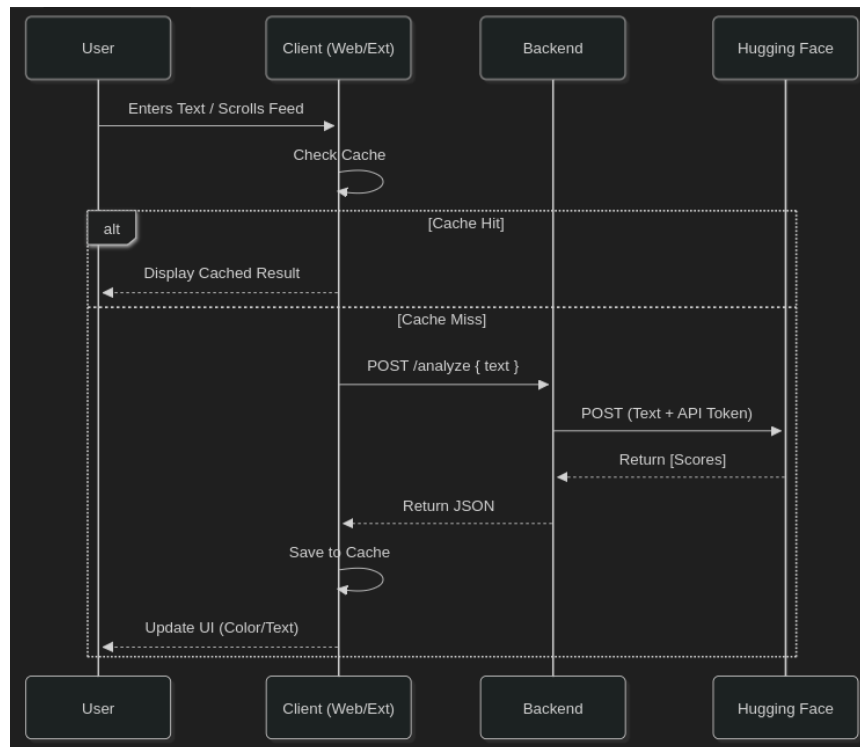 User
Client (Web/Ext)
Backend
Hugging Face
Enters Text / Scrolls Feed
Check Cache
alt
[Cache Hit]
Display Cached Result
[Cache Miss]
POST /analyze { text }
POST (Text + API Token)
Return [Scores]
Return JSON
Save to Cache
Update UI (Color/Text)
User
Client (Web/Ext)
Backend
Hugging Face